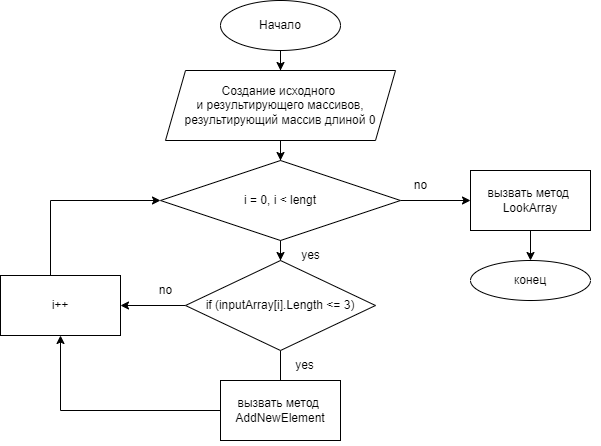 Начало
Создание исходного
и результирующего массивов,
результирующий массив длиной 0
i = 0, i < lengt
no
вызвать метод
LookArray
yes
конец
i++
no
if (inputArray[i].Length <= 3)
yes
вызвать метод
AddNewElement